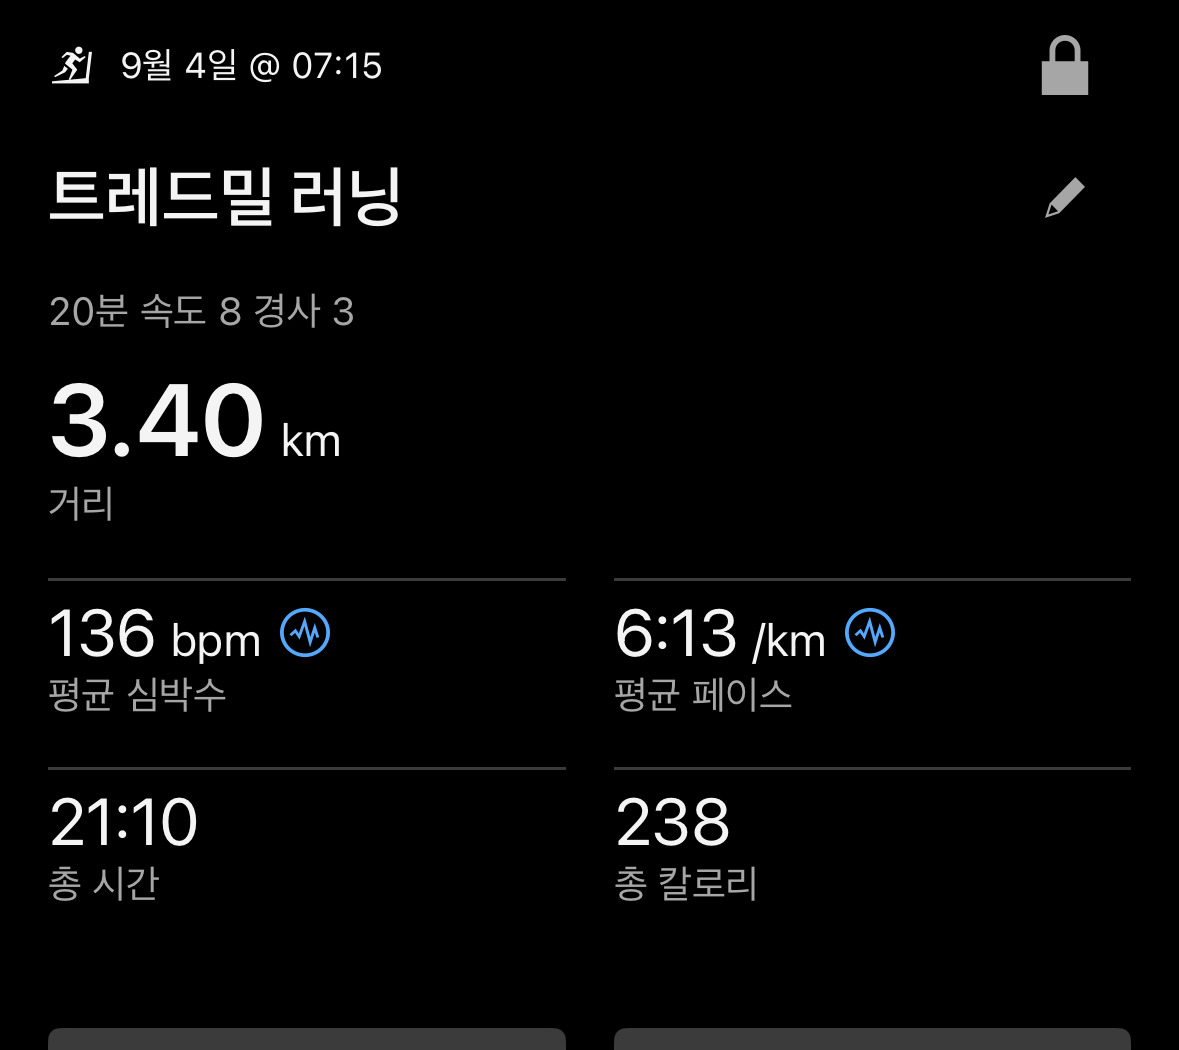 9월 4일 @ 07:15
트레드밀 러닝
20분 속도 8 경사 3
3.40 km
거리
136 bpm
평균 심박수
6:13 /km
평균 페이스
21:10
총 시간
238
총 칼로리